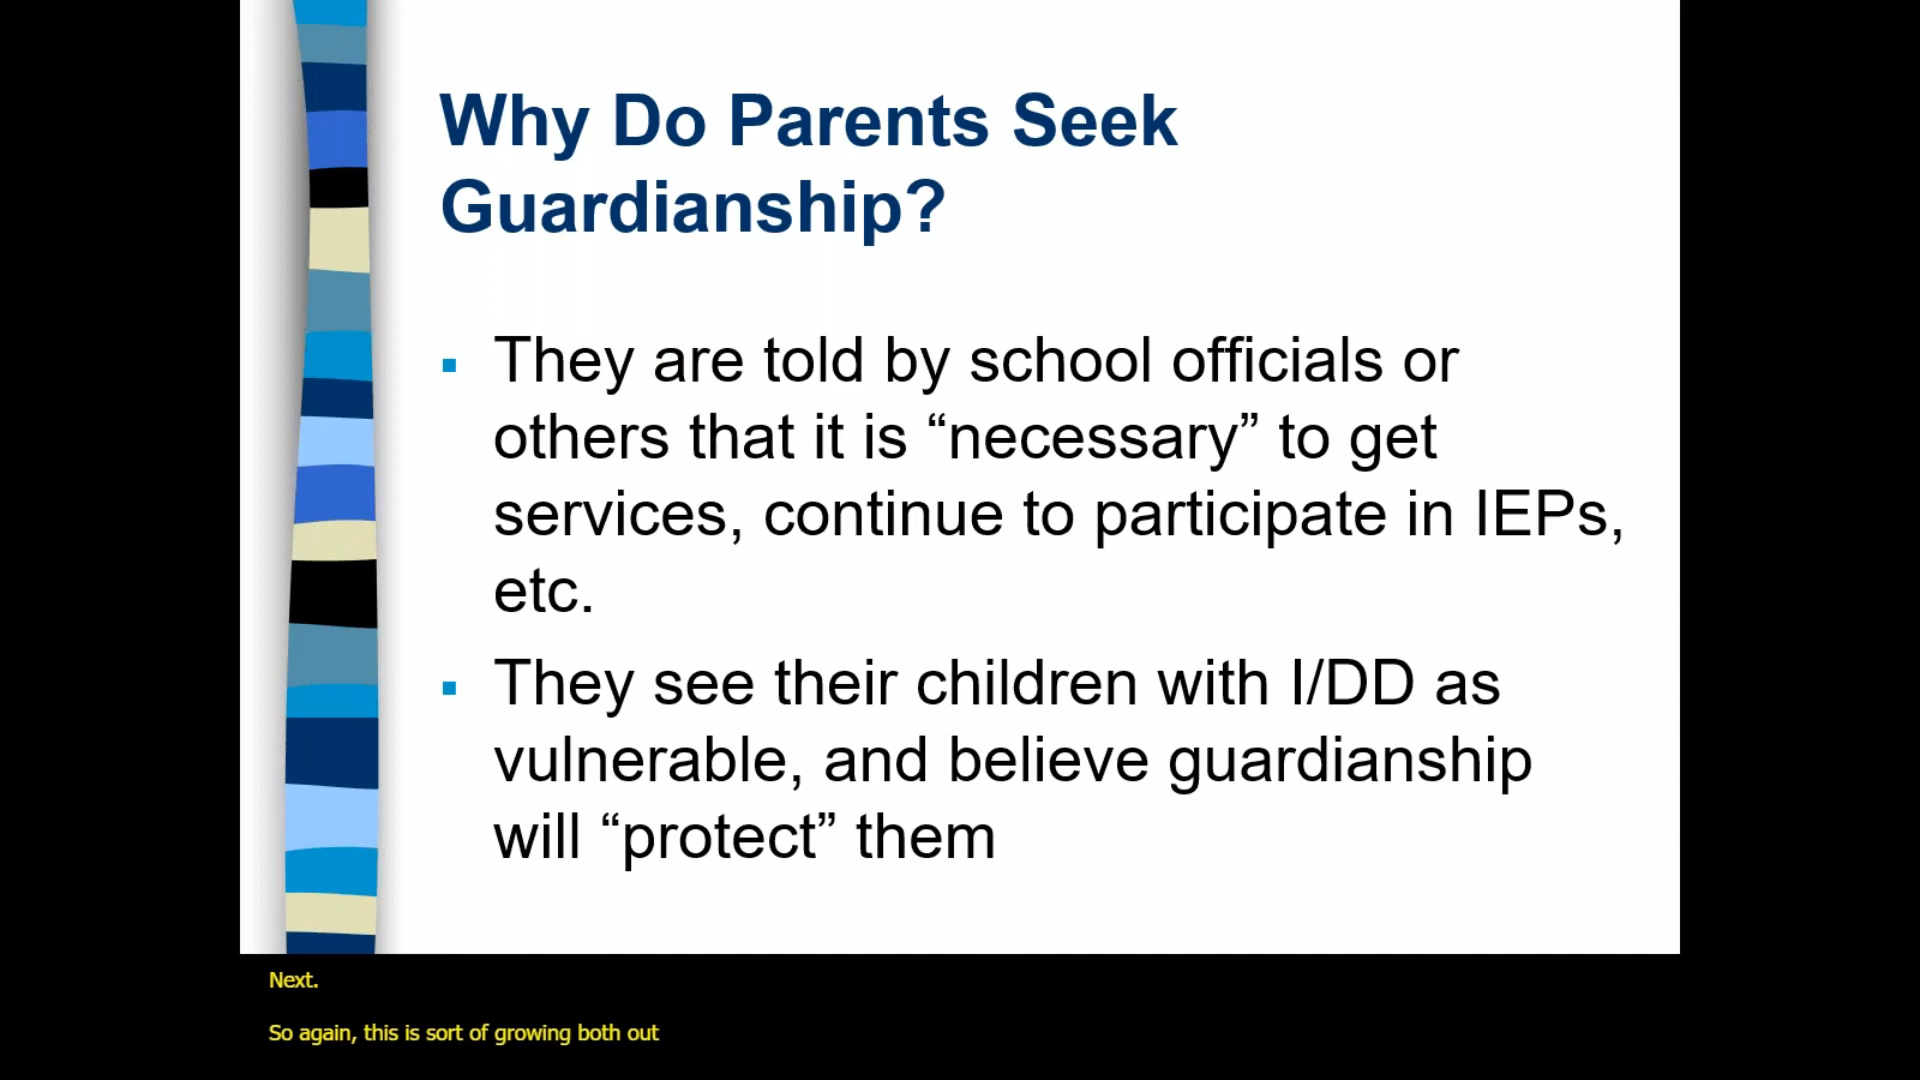 Why Do Parents Seek
Guardianship?
▪ They are told by school officials or
others that it is “necessary” to get
services, continue to participate in IEPs,
etc.
▪ They see their children with I/DD as
vulnerable, and believe guardianship
will “protect” them
Next.
So again, this is sort of growing both out